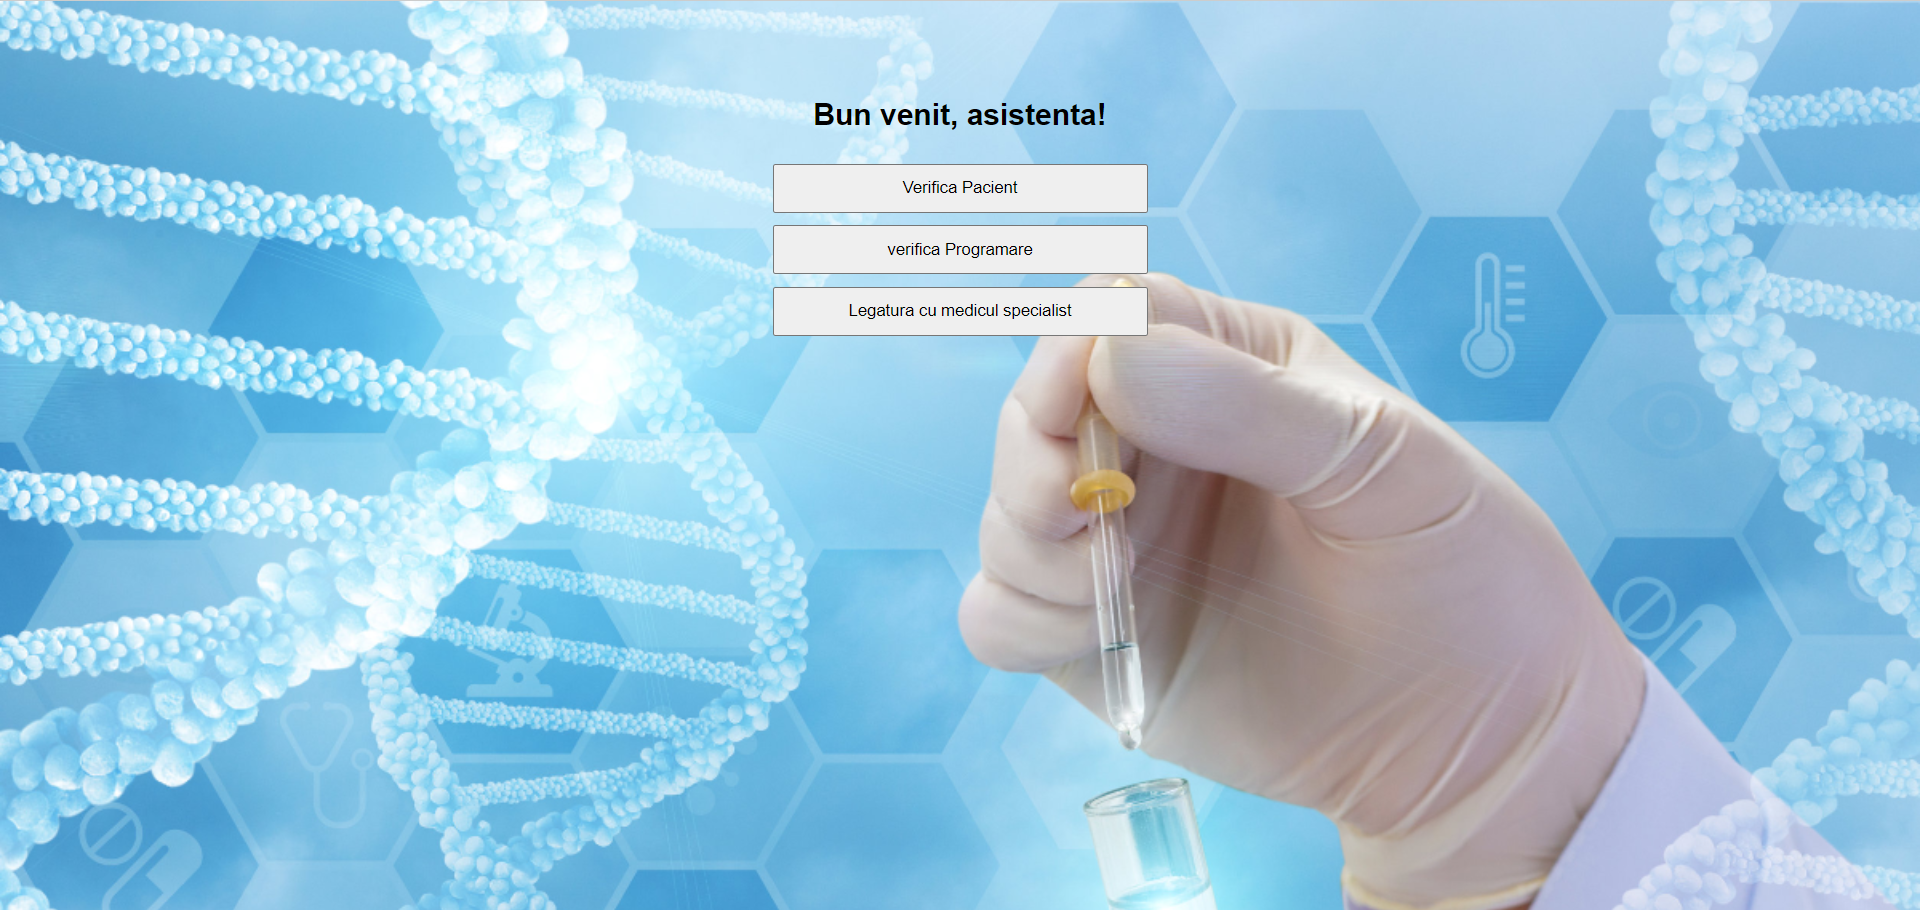 Bun venit, asistenta!
Verifica Pacient
verifica Programare
Legatura cu medicul specialist